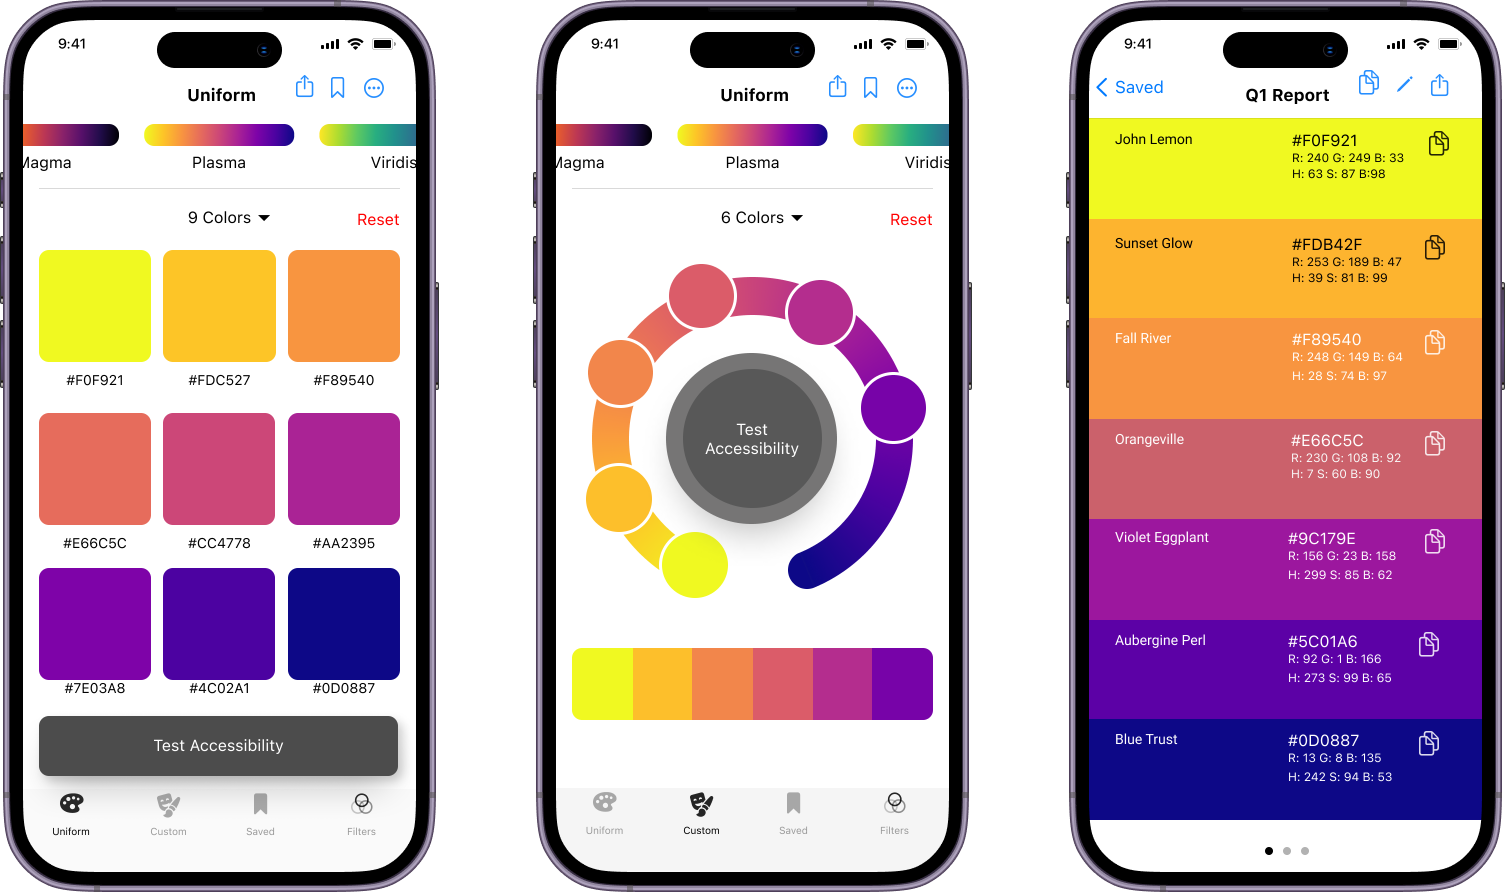 9:41
Uniform
Magma
Plasma
Viridis
9 Colors
Reset
#F0F921
#FDC527
#F89540
#E66C5C
#CC4778
#AA2395
#7E03A8
#4C02A1
#0D0887
Test Accessibility
Uniform
Custom
Saved
Filters
9:41
Uniform
Magma
Plasma
Viridis
6 Colors
Reset
Test
Accessibility
Uniform
Custom
Saved
Filters
9:41
Saved
Q1 Report
John Lemon
#F0F921
R: 240 G: 249 B: 33
H: 63 S: 87 B:98
Sunset Glow
#FDB42F
R: 253 G: 189 B: 47
H: 39 S: 81 B: 99
Fall River
#F89540
R: 248 G: 149 B: 64
H: 28 S: 74 B: 97
Orangeville
#E66C5C
R: 230 G: 108 B: 92
H: 7 S: 60 B: 90
Violet Eggplant
#9C179E
R: 156 G: 23 B: 158
H: 299 S: 85 B: 62
Aubergine Perl
#5C01A6
R: 92 G: 1 B: 166
H: 273 S: 99 B: 65
Blue Trust
#0D0887
R: 13 G: 8 B: 135
H: 242 S: 94 B: 53